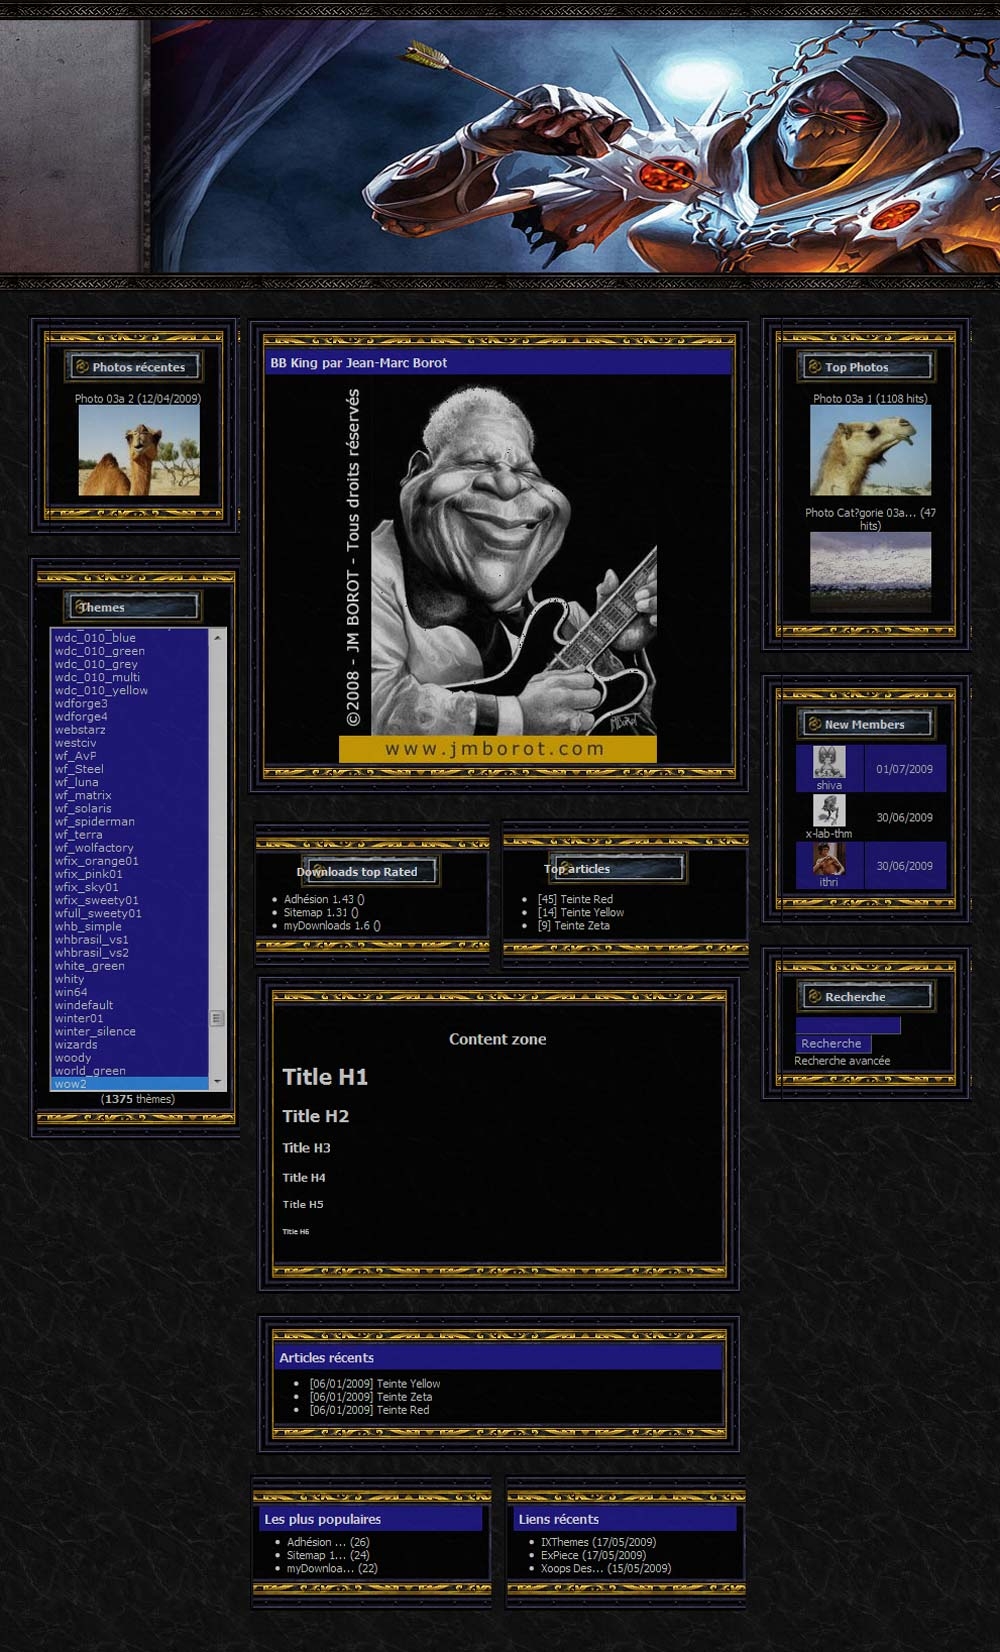 Photos récentes
Photo 03a 2 (12/04/2009)
Themes
wdc_010_blue
wdc_010_green
wdc_010_grey
wdc_010_multi
wdc_010_yellow
wdforge3
wdforge4
webstarz
westciv
wf_AvP
wf_Steel
wf_luna
wf_matrix
wf_solaris
wf_spiderman
wf_terra
wf_wolfactory
wfix_orange01
wfix_pink01
wfix_sky01
wfix_sweety01
wfull_sweety01
whb_simple
whbrasil_vs1
whbrasil_vs2
white_green
whity
win64
windefault
winter01
winter_silence
wizards
woody
world_green
wow2
(1375 thèmes)
BB King par Jean-Marc Borot
©2008 - JM BOROT - Tous droits réservés
JMBorot
www.jmborot.com
Downloads top Rated
Adhésion 1.43 ()
Sitemap 1.31 ()
myDownloads 1.6 ()
Top articles
[45] Teinte Red
[14] Teinte Yellow
[9] Teinte Zeta
Content zone
Title H1
Title H2
Title H3
Title H4
Title H5
Title H6
Articles récents
[06/01/2009] Teinte Yellow
[06/01/2009] Teinte Zeta
[06/01/2009] Teinte Red
Les plus populaires
Adhésion ... (26)
Sitemap 1... (24)
myDownloa... (22)
Liens récents
IXThemes (17/05/2009)
ExPiece (17/05/2009)
Xoops Des... (15/05/2009)
Top Photos
Photo 03a 1 (1108 hits)
Photo Cat?gorie 03a... (47
hits)
New Members
shiva 01/07/2009
x-lab-thm 30/06/2009
ithri 30/06/2009
Recherche
Recherche
Recherche avancée